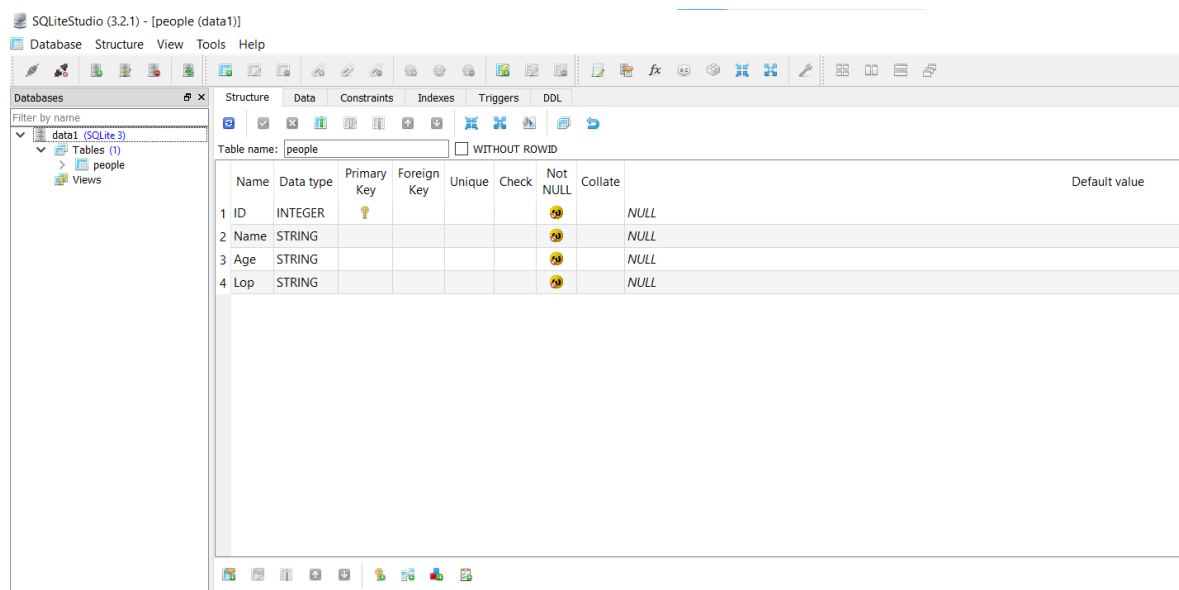 SQLiteStudio (3.2.1) - [people (data1)]
Database Structure View Tools Help
Databases
Filter by name
data1 (SQLite 3)
Tables (1)
people
Views
Structure Data Constraints Indexes Triggers DDL
Table name: people WITHOUT ROWID
Name Data type Primary Key Foreign Key Unique Check Not NULL Collate Default value
1 ID INTEGER NULL
2 Name STRING NULL
3 Age STRING NULL
4 Lop STRING NULL